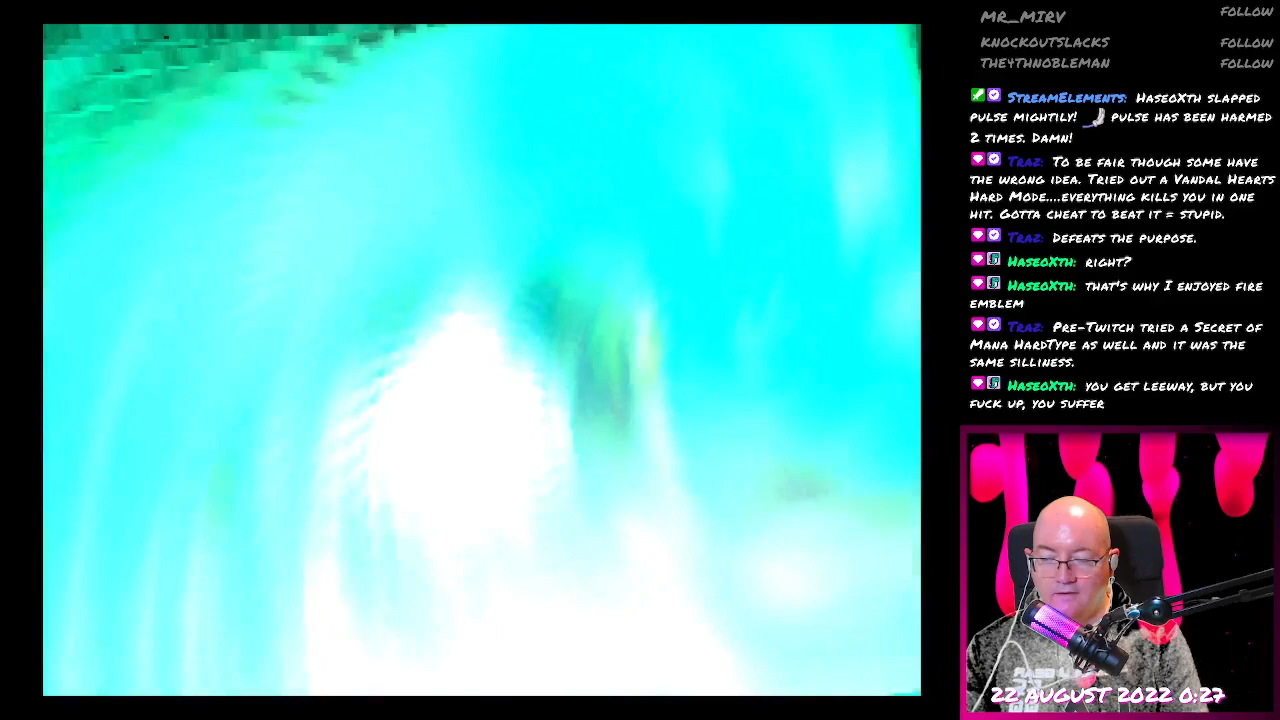 MR_MIRV FOLLOW
KNOCKOUTSLACKS FOLLOW
THE4THNOBLEMAN FOLLOW
STREAMELEMENTS: HASEOXTH SLAPPED
PULSE MIGHTILY! PULSE HAS BEEN HARMED
2 TIMES. DAMN!
TRAZ: TO BE FAIR THOUGH SOME HAVE
THE WRONG IDEA. TRIED OUT A VANDAL HEARTS
HARD MODE....EVERYTHING KILLS YOU IN ONE
HIT. GOTTA CHEAT TO BEAT IT = STUPID.
TRAZ: DEFEATS THE PURPOSE.
HASEOXTH: RIGHT?
HASEOXTH: THAT'S WHY I ENJOYED FIRE
EMBLEM
TRAZ: PRE-TWITCH TRIED A SECRET OF
MANA HARDTYPE AS WELL AND IT WAS THE
SAME SILLINESS.
HASEOXTH: YOU GET LEEWAY, BUT YOU
FUCK UP, YOU SUFFER
22 AUGUST 2022 0:27